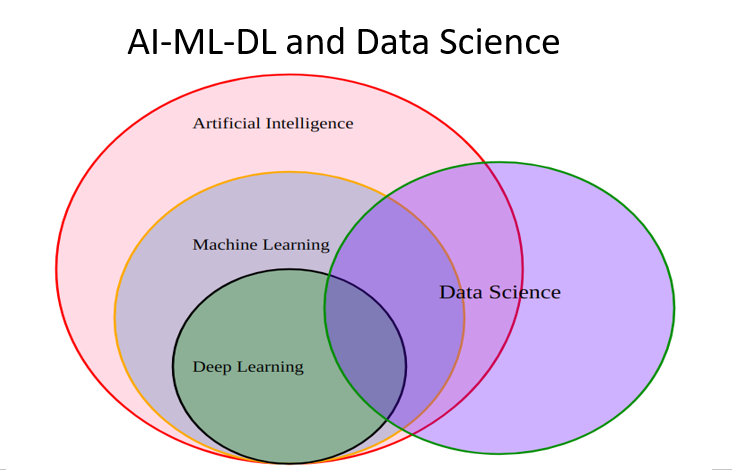 AI-ML-DL and Data Science
Artificial Intelligence
Machine Learning
Data Science
Deep Learning